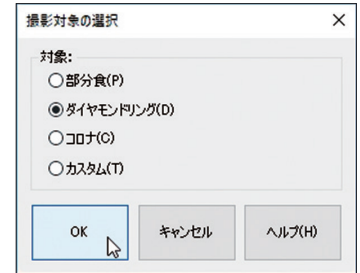 撮影対象の選択
対象:
部分食(P)
ダイヤモンドリング(D)
コロナ(C)
カスタム(T)
OK キャンセル ヘルプ(H)